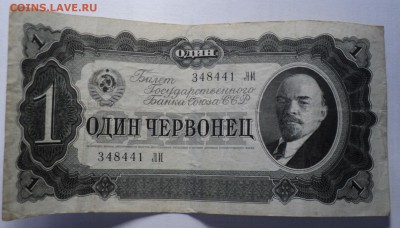 COINS.LAVE.RU
ОДИН
1
1
Билет 348441 ЛИ
Государственного
Банка Союза ССР
1
ОДИН ЧЕРВОНЕЦ
348441 ЛИ
1
1